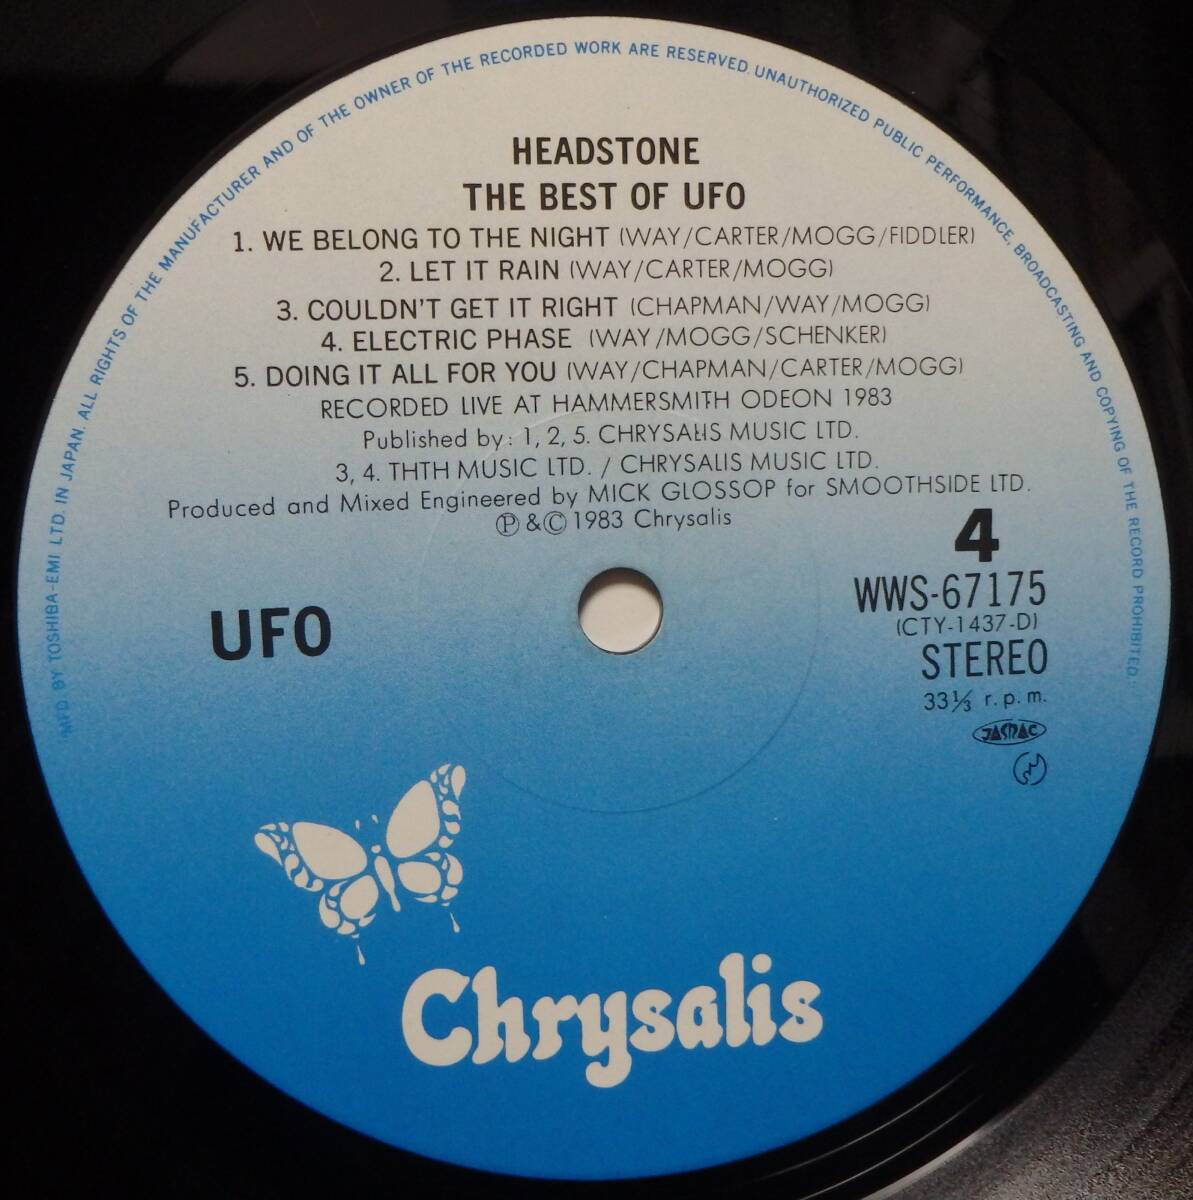 "MFD. BY TOSHIBA-EMI LTD. IN JAPAN. ALL RIGHTS OF THE MANUFACTURER AND OF THE OWNER OF THE RECORDED WORK ARE RESERVED. UNAUTHORIZED PUBLIC PERFORMANCE, BROADCASTING AND COPYING OF THE RECORD PROHIBITED."
HEADSTONE
THE BEST OF UFO
1. WE BELONG TO THE NIGHT (WAY/CARTER/MOGG/FIDDLER)
2. LET IT RAIN (WAY/CARTER/MOGG)
3. COULDN'T GET IT RIGHT (CHAPMAN/WAY/MOGG)
4. ELECTRIC PHASE (WAY/MOGG/SCHENKER)
5. DOING IT ALL FOR YOU (WAY/CHAPMAN/CARTER/MOGG)
RECORDED LIVE AT HAMMERSMITH ODEON 1983
Published by: 1, 2, 5. CHRYSALIS MUSIC LTD.
3, 4. THTH MUSIC LTD. / CHRYSALIS MUSIC LTD.
Produced and Mixed Engineered by MICK GLOSSOP for SMOOTHSIDE LTD.
Ⓟ & © 1983 Chrysalis
4
WWS-67175
(CTY-1437-D)
UFO
STEREO
33⅓ r.p.m.
JASRAC
Chrysalis